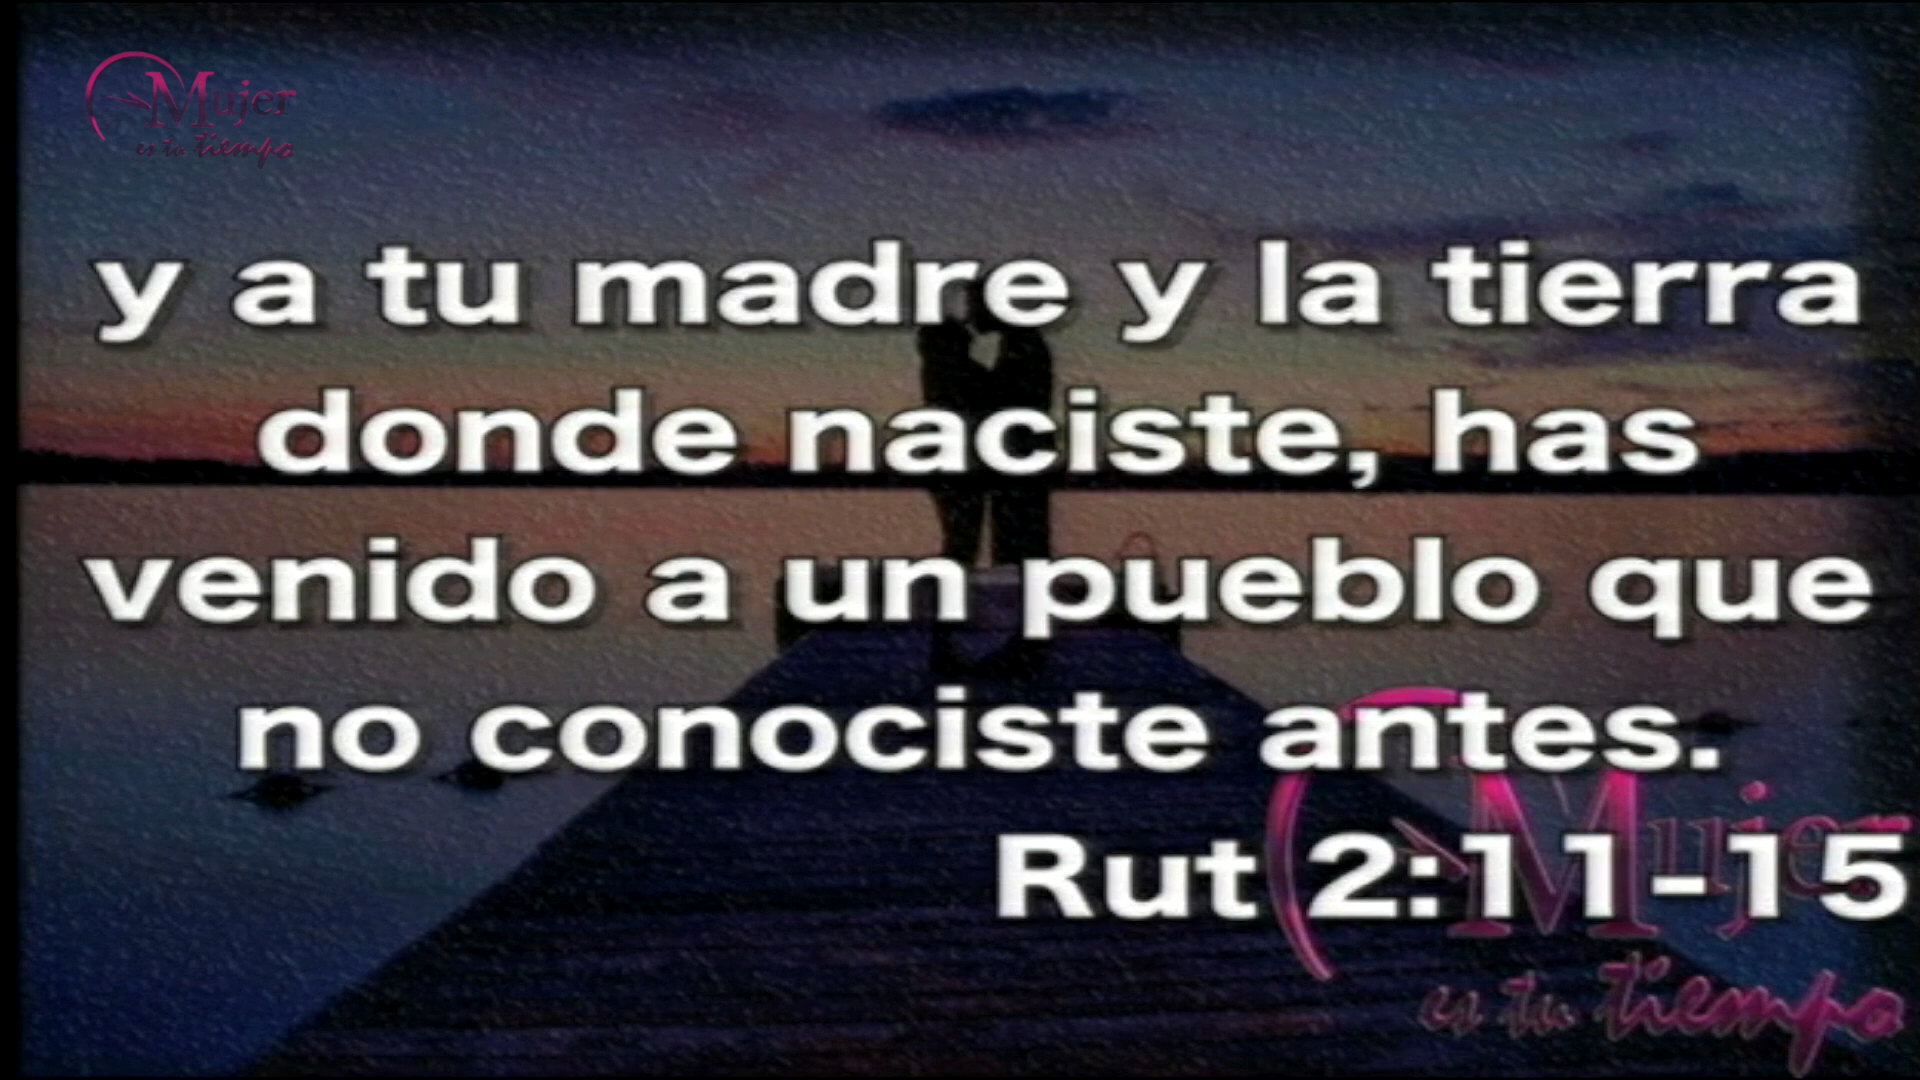 Mujer
es tu tiempo
y a tu madre y la tierra
donde naciste, has
venido a un pueblo que
no conociste antes.
Rut 2:11-15
Mujer
es tu tiempo